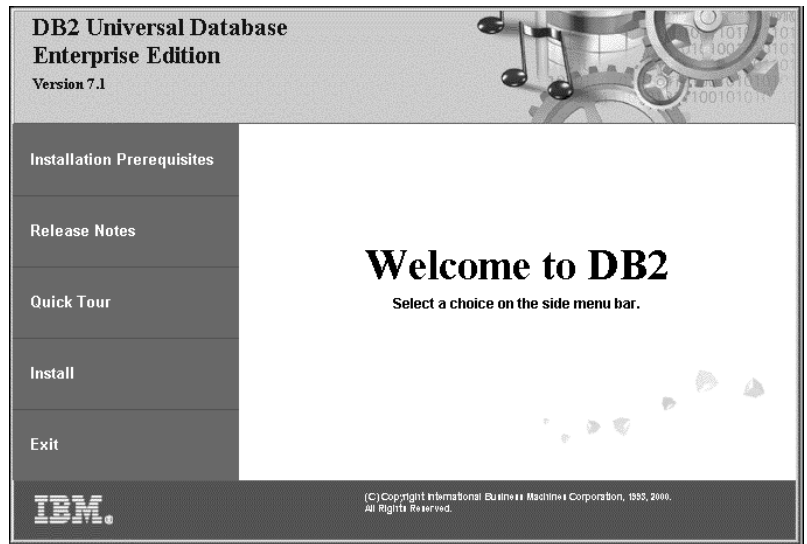 DB2 Universal Database
Enterprise Edition
Version 7.1
Installation Prerequisites
Release Notes
Quick Tour
Install
Exit
Welcome to DB2
Select a choice on the side menu bar.
IBM®
(C) Copyright International Business Machines Corporation, 1993, 2000.
All Rights Reserved.